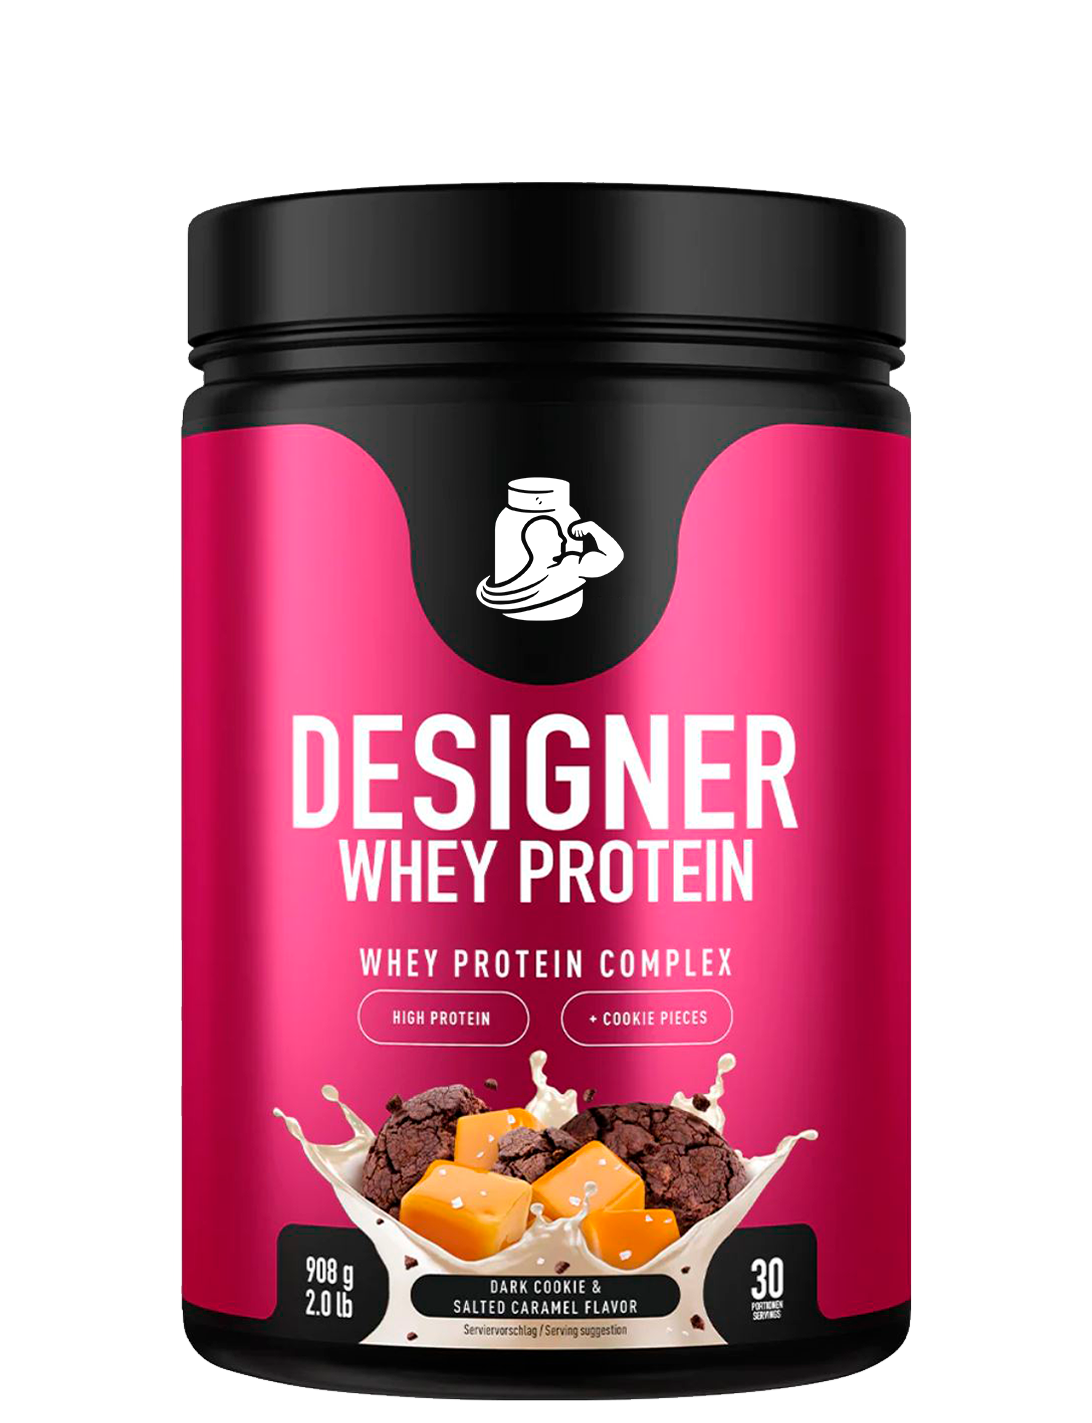 DESIGNER
WHEY PROTEIN
WHEY PROTEIN COMPLEX
HIGH PROTEIN
+ COOKIE PIECES
908 g
2.0 lb
DARK COOKIE &
SALTED CARAMEL FLAVOR
Serviervorschlag / Serving suggestion
30
PORTIONEN
SERVINGS